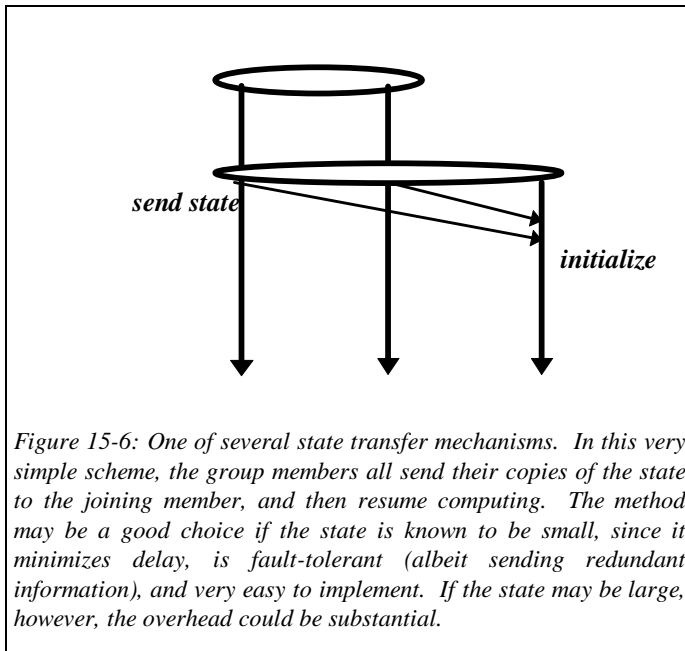 send state
initialize
Figure 15-6: One of several state transfer mechanisms. In this very
simple scheme, the group members all send their copies of the state
to the joining member, and then resume computing. The method
may be a good choice if the state is known to be small, since it
minimizes delay, is fault-tolerant (albeit sending redundant
information), and very easy to implement. If the state may be large,
however, the overhead could be substantial.